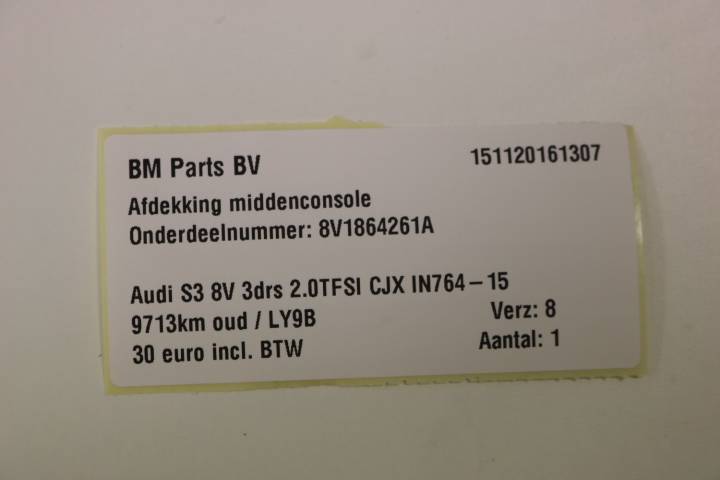 BM Parts BV 151120161307
Afdekking middenconsole
Onderdeelnummer: 8V1864261A
Audi S3 8V 3drs 2.0TFSI CJX IN764-15
9713km oud / LY9B Verz: 8
30 euro incl. BTW Aantal: 1